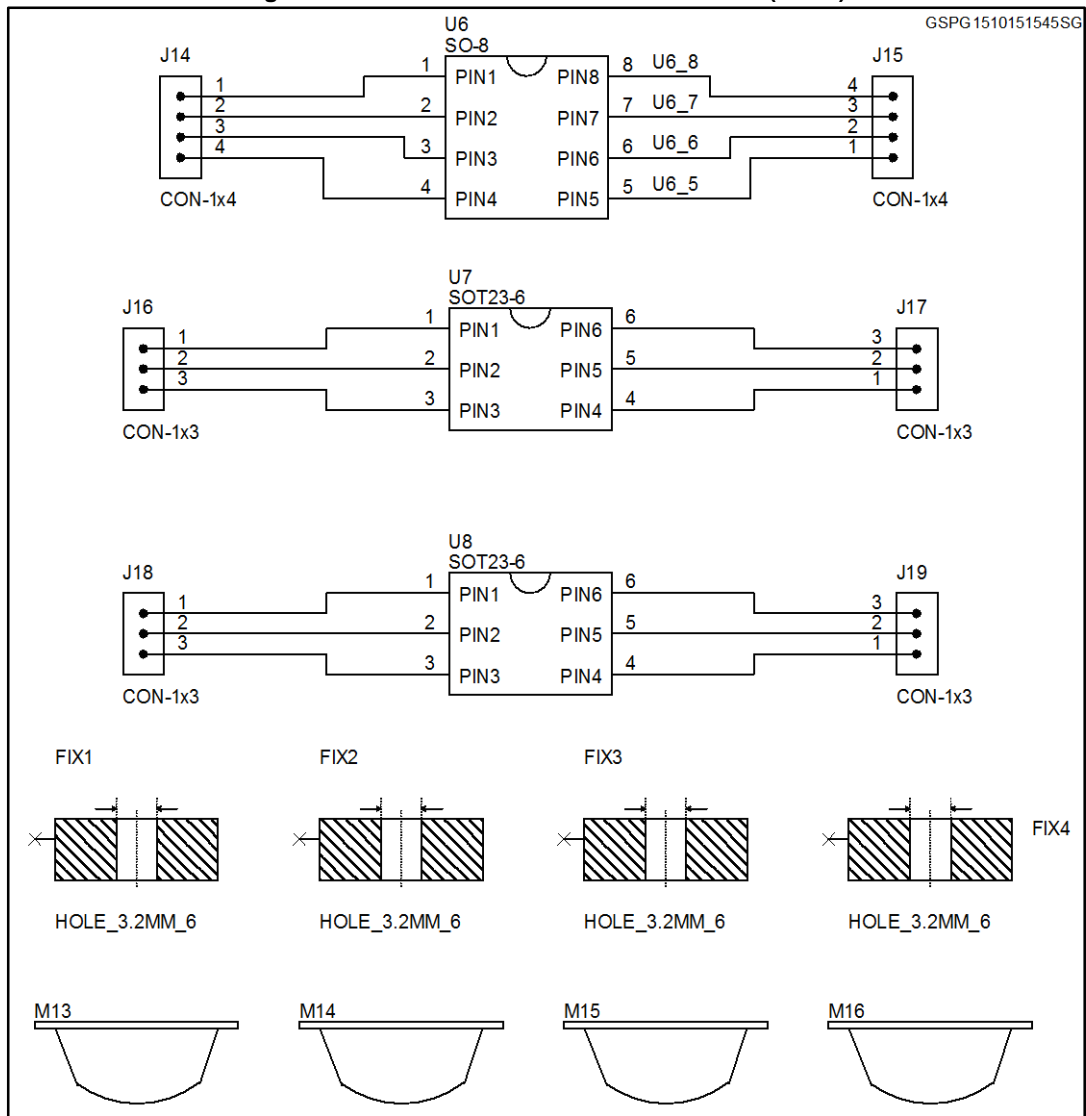 GSPG1510151545SG
U6
SO-8
J14
J15
1 PIN1 PIN8 8 U6_8
2 PIN2 PIN7 7 U6_7
3 PIN3 PIN6 6 U6_6
4 PIN4 PIN5 5 U6_5
1
2
3
4
4
3
2
1
CON-1x4
CON-1x4
U7
SOT23-6
J16
J17
1 PIN1 PIN6 6
2 PIN2 PIN5 5
3 PIN3 PIN4 4
1
2
3
3
2
1
CON-1x3
CON-1x3
U8
SOT23-6
J18
J19
1 PIN1 PIN6 6
2 PIN2 PIN5 5
3 PIN3 PIN4 4
1
2
3
3
2
1
CON-1x3
CON-1x3
FIX1
FIX2
FIX3
FIX4
HOLE_3.2MM_6
HOLE_3.2MM_6
HOLE_3.2MM_6
HOLE_3.2MM_6
M13
M14
M15
M16